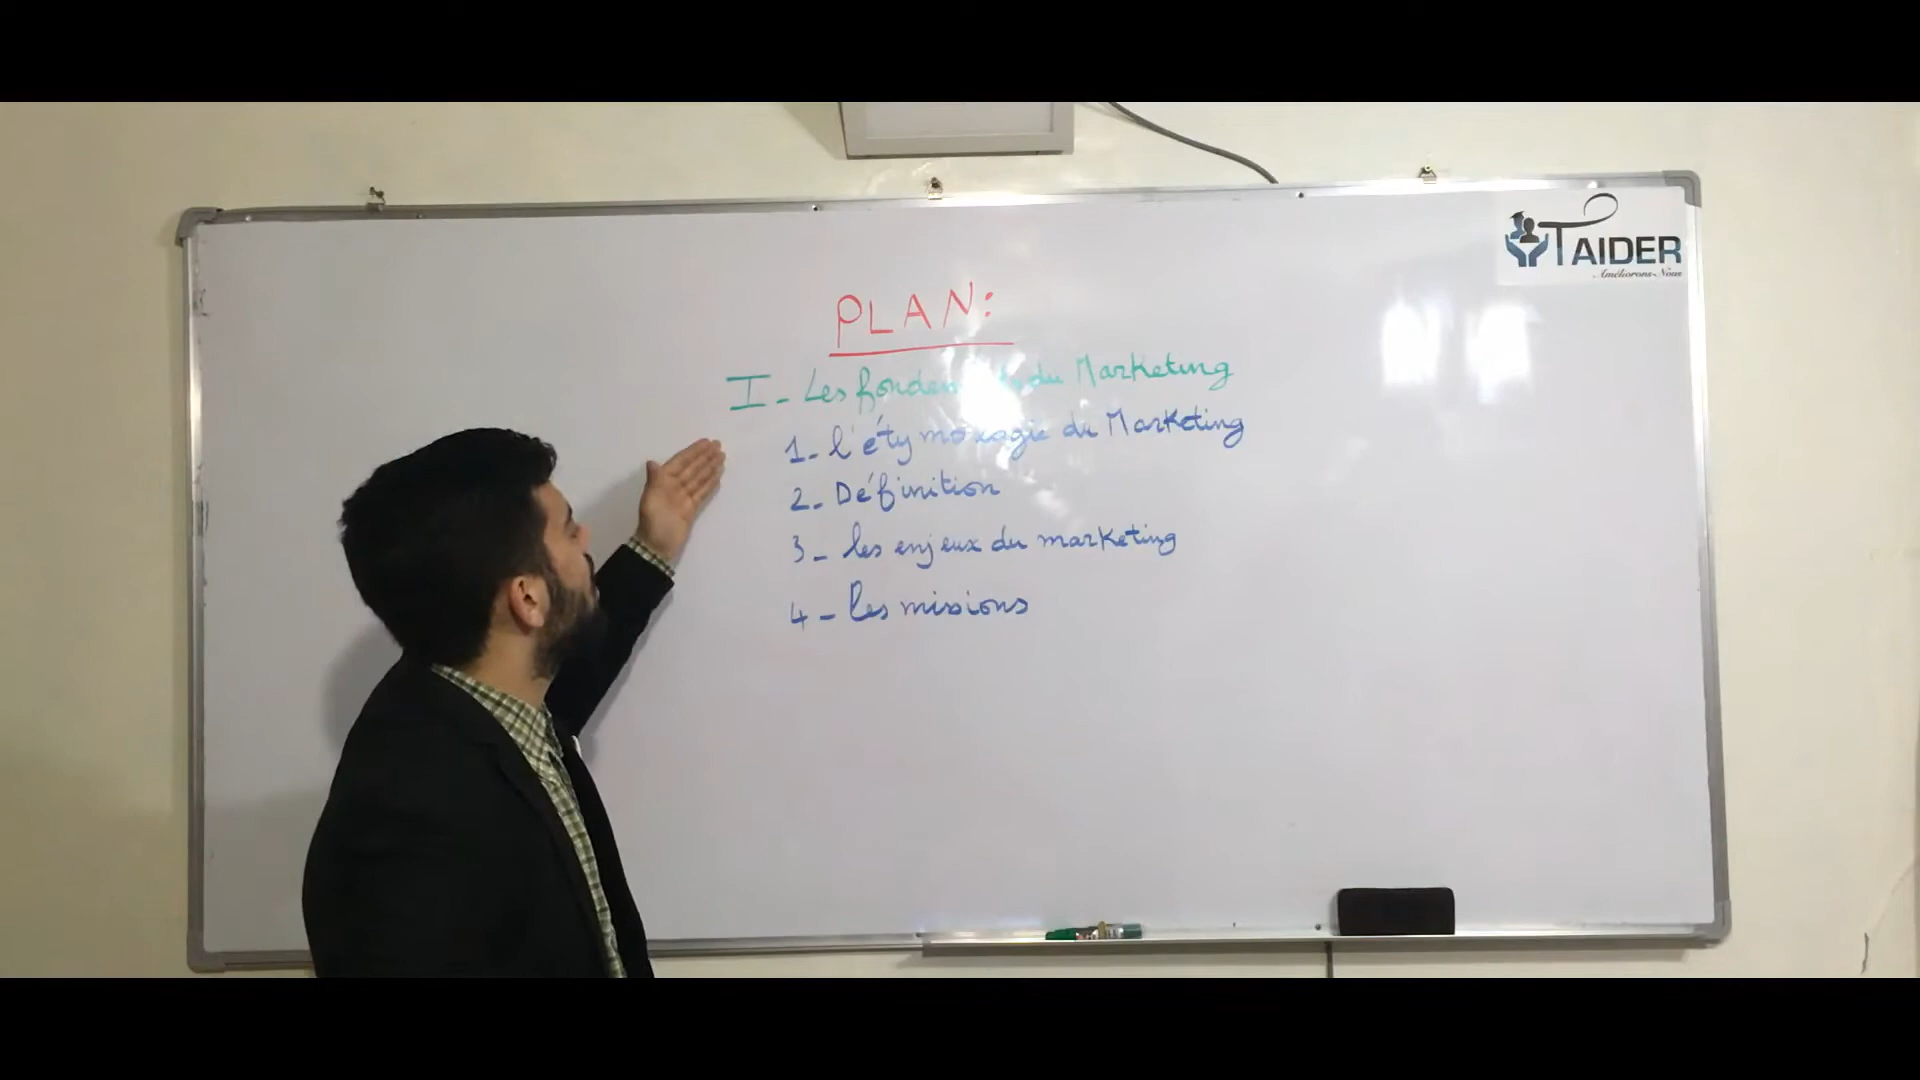 TAIDER
Améliorons-Nous
PLAN:
I - Les du Marketing
1 - l'étymologie du Marketing
2 - Définition
3 - les enjeux du marketing
4 - les missions